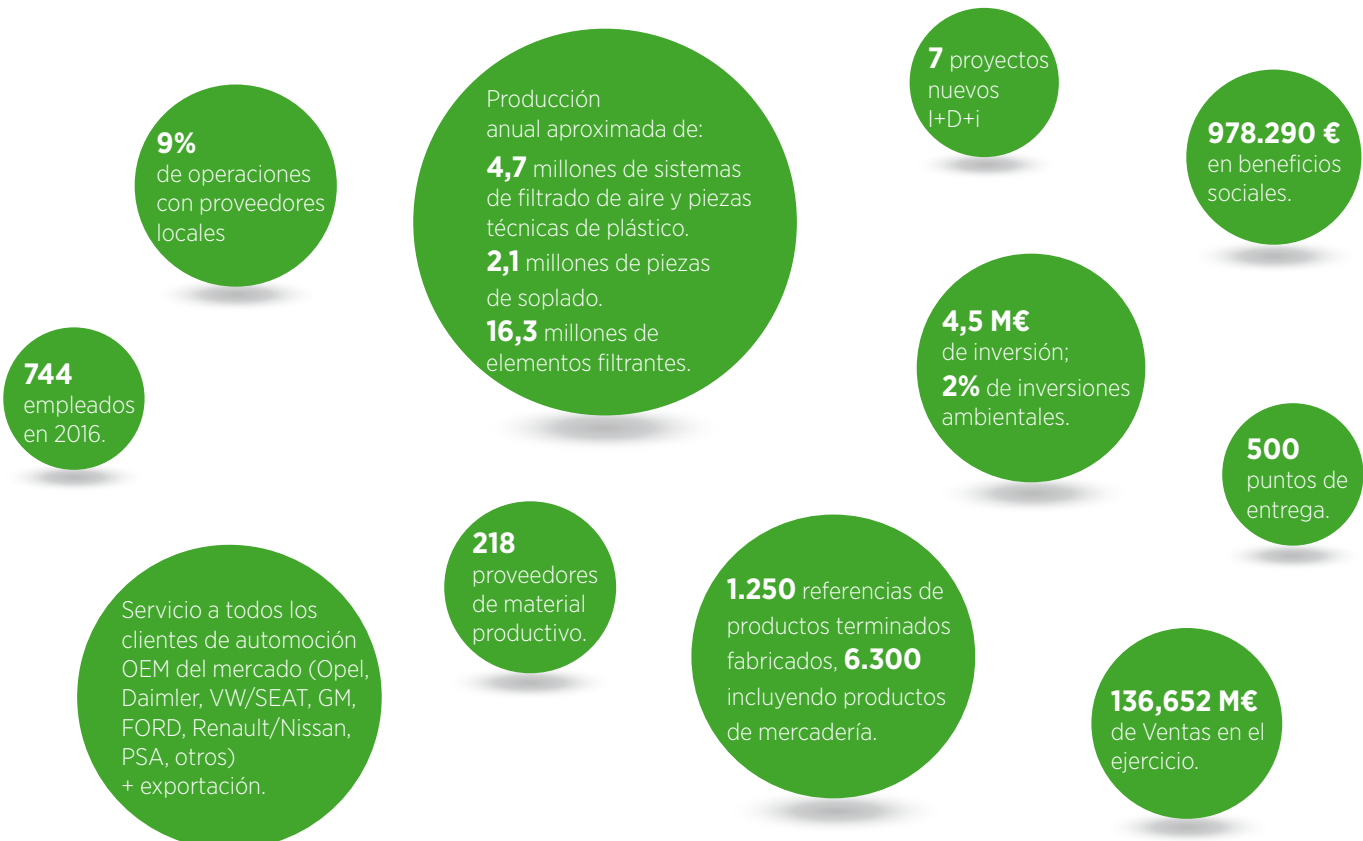 9%
de operaciones
con proveedores
locales
Producción
anual aproximada de:
4,7 millones de sistemas
de filtrado de aire y piezas
técnicas de plástico.
2,1 millones de piezas
de soplado.
16,3 millones de
elementos filtrantes.
7 proyectos
nuevos
I+D+i
978.290 €
en beneficios
sociales.
744
empleados
en 2016.
4,5 M€
de inversión;
2% de inversiones
ambientales.
500
puntos de
entrega.
Servicio a todos los
clientes de automoción
OEM del mercado (Opel,
Daimler, VW/SEAT, GM,
FORD, Renault/Nissan,
PSA, otros)
+ exportación.
218
proveedores
de material
productivo.
1.250 referencias de
productos terminados
fabricados, 6.300
incluyendo productos
de mercadería.
136,652 M€
de Ventas en el
ejercicio.